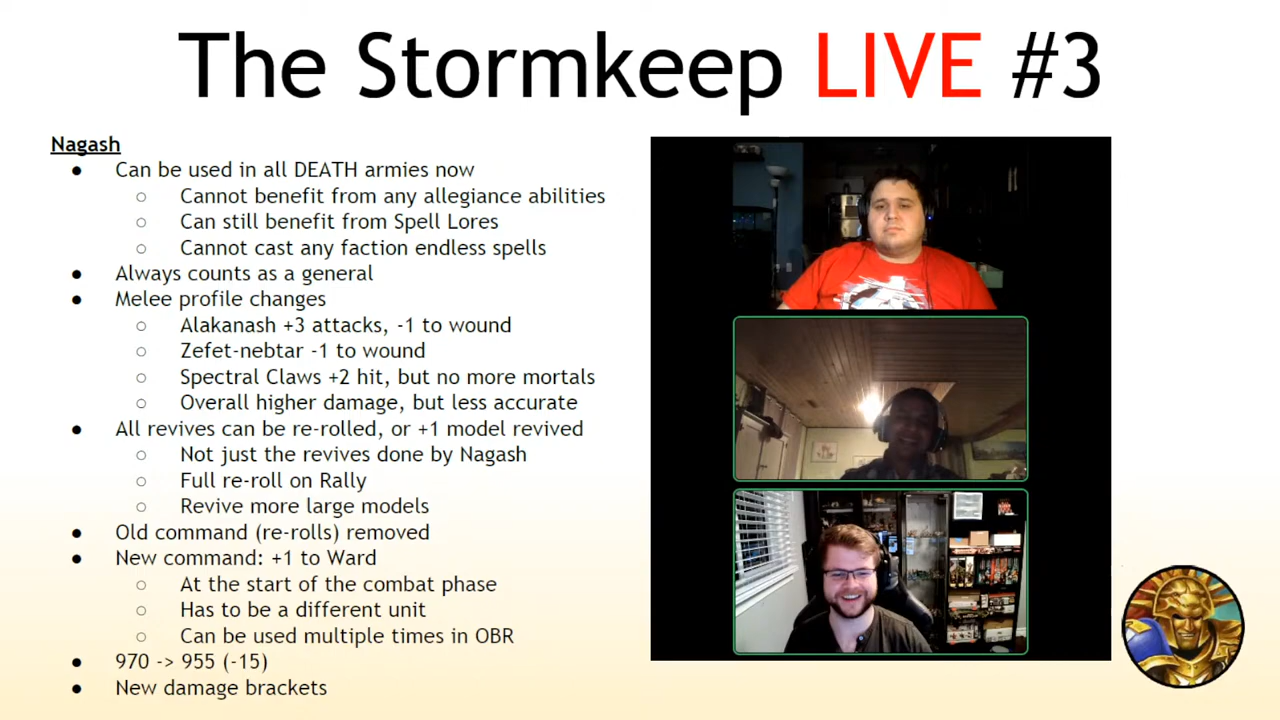 The Stormkeep LIVE #3
Nagash
● Can be used in all DEATH armies now
○ Cannot benefit from any allegiance abilities
○ Can still benefit from Spell Lores
○ Cannot cast any faction endless spells
● Always counts as a general
● Melee profile changes
○ Alakanash +3 attacks, -1 to wound
○ Zefet-nebtar -1 to wound
○ Spectral Claws +2 hit, but no more mortals
○ Overall higher damage, but less accurate
● All revives can be re-rolled, or +1 model revived
○ Not just the revives done by Nagash
○ Full re-roll on Rally
○ Revive more large models
● Old command (re-rolls) removed
● New command: +1 to Ward
○ At the start of the combat phase
○ Has to be a different unit
○ Can be used multiple times in OBR
● 970 -> 955 (-15)
● New damage brackets